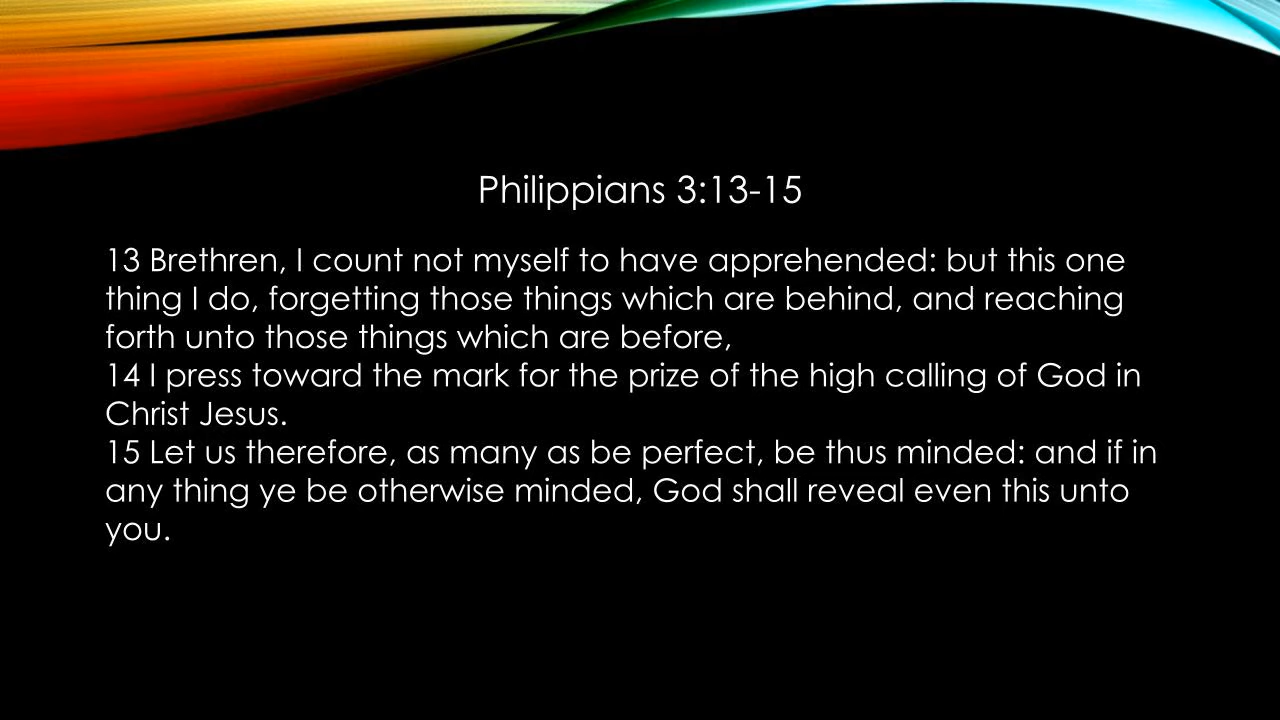 Philippians 3:13-15
13 Brethren, I count not myself to have apprehended: but this one
thing I do, forgetting those things which are behind, and reaching
forth unto those things which are before,
14 I press toward the mark for the prize of the high calling of God in
Christ Jesus.
15 Let us therefore, as many as be perfect, be thus minded: and if in
any thing ye be otherwise minded, God shall reveal even this unto
you.